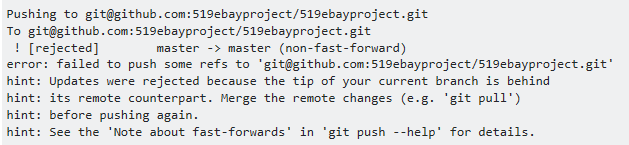 Pushing to git@github.com:519ebayproject/519ebayproject.git
To git@github.com:519ebayproject/519ebayproject.git
 ! [rejected]        master -> master (non-fast-forward)
error: failed to push some refs to 'git@github.com:519ebayproject/519ebayproject.git'
hint: Updates were rejected because the tip of your current branch is behind
hint: its remote counterpart. Merge the remote changes (e.g. 'git pull')
hint: before pushing again.
hint: See the 'Note about fast-forwards' in 'git push --help' for details.